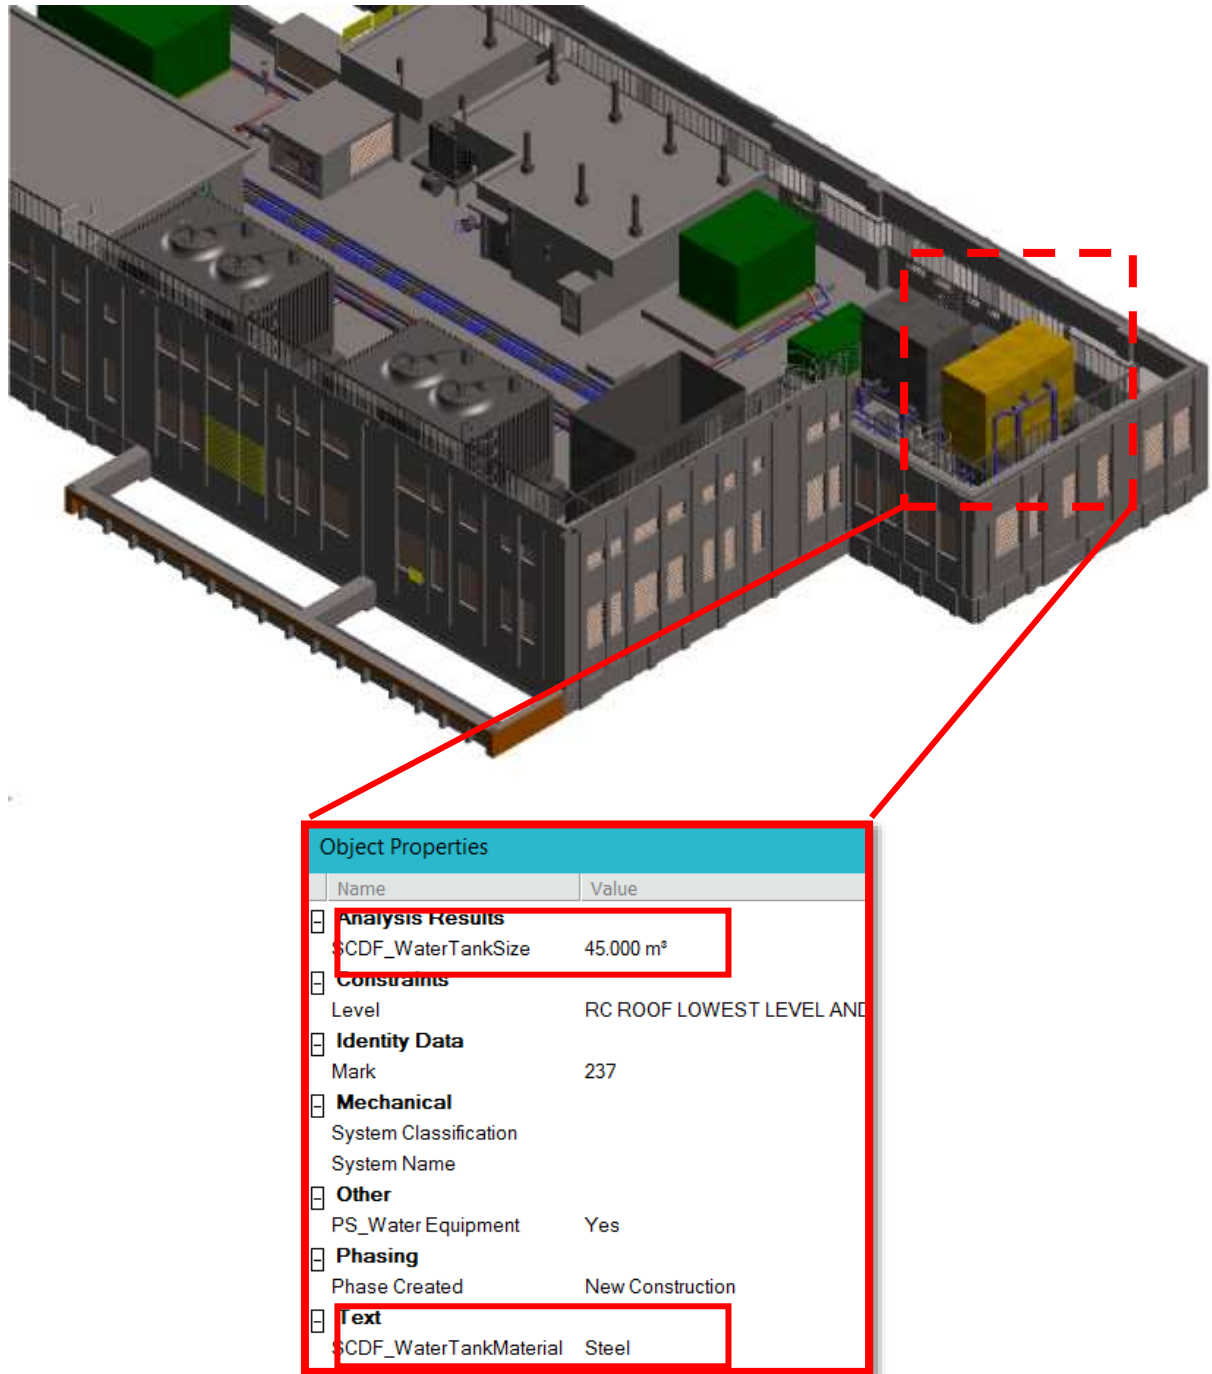 Object Properties
Name Value
Analysis Results
SCDF_WaterTankSize 45.000 m³
Constraints
Level RC ROOF LOWEST LEVEL AND
Identity Data
Mark 237
Mechanical
System Classification
System Name
Other
PS_Water Equipment Yes
Phasing
Phase Created New Construction
Text
SCDF_WaterTankMaterial Steel